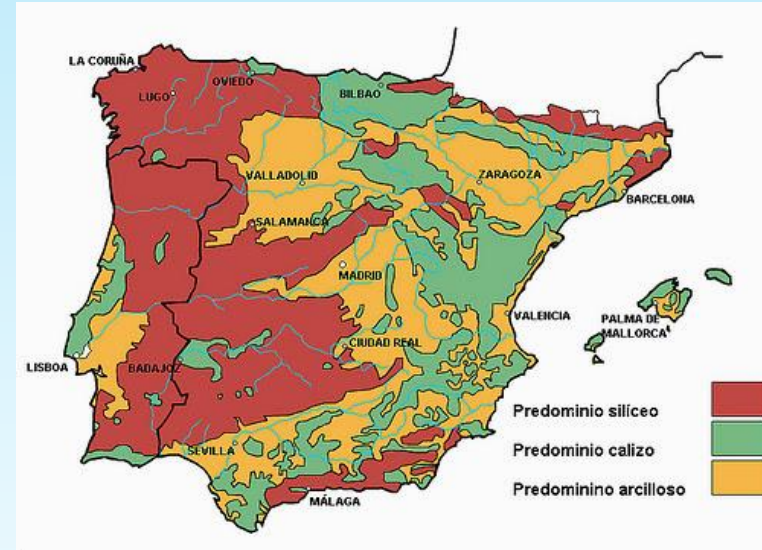 LA CORUÑA
OVIEDO
LUGO
BILBAO
VALLADOLID
ZARAGOZA
BARCELONA
SALAMANCA
MADRID
VALENCIA
PALMA DE
MALLORCA
CIUDAD REAL
LISBOA
BADAJOZ
SEVILLA
MÁLAGA
Predominio silíceo
Predominio calizo
Predominino arcilloso